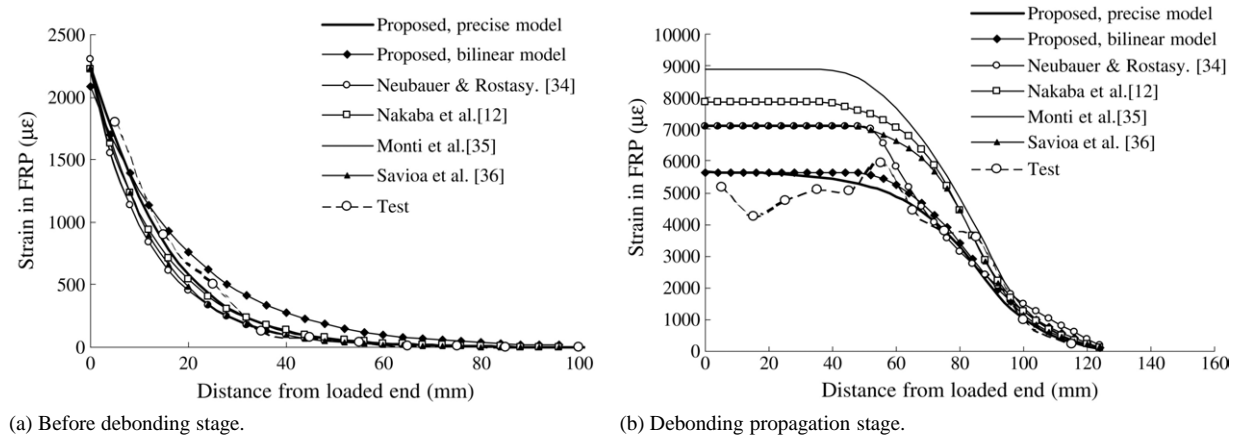 Proposed, precise model
Proposed, bilinear model
Neubauer & Rostasy. [34]
Nakaba et al.[12]
Monti et al.[35]
Savioa et al. [36]
Test
Strain in FRP (με)
2500
2000
1500
1000
500
0
0
20
40
60
80
100
Distance from loaded end (mm)
(a) Before debonding stage.
Proposed, precise model
Proposed, bilinear model
Neubauer & Rostasy. [34]
Nakaba et al.[12]
Monti et al.[35]
Savioa et al. [36]
Test
Strain in FRP (με)
10000
9000
8000
7000
6000
5000
4000
3000
2000
1000
0
0
20
40
60
80
100
120
140
160
Distance from loaded end (mm)
(b) Debonding propagation stage.